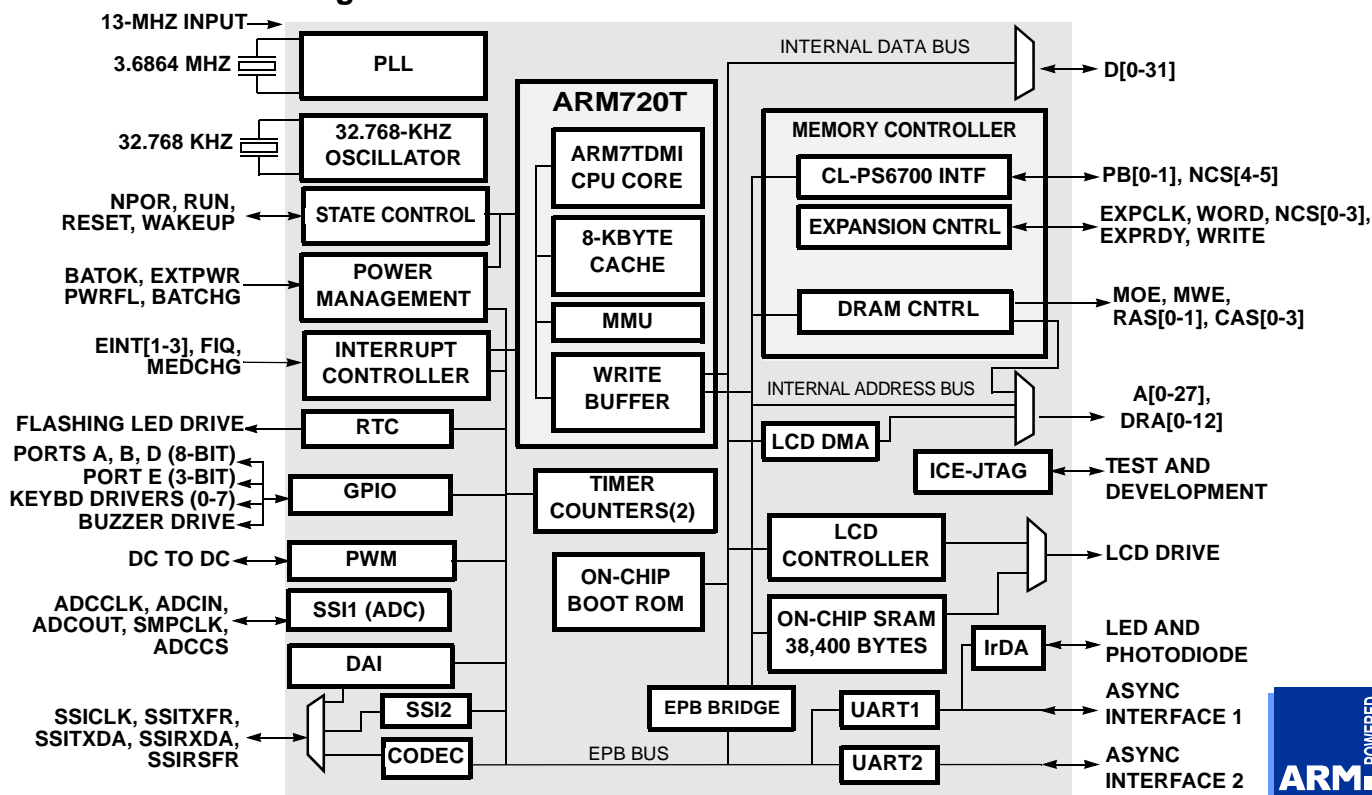 13-MHZ INPUT
3.6864 MHZ
PLL
32.768 KHZ
32.768-KHZ
OSCILLATOR
NPOR, RUN,
RESET, WAKEUP
STATE CONTROL
BATOK, EXTPWR
PWRFL, BATCHG
POWER
MANAGEMENT
EINT[1-3], FIQ,
MEDCHG
INTERRUPT
CONTROLLER
FLASHING LED DRIVE
RTC
PORTS A, B, D (8-BIT)
PORT E (3-BIT)
KEYBD DRIVERS (0-7)
BUZZER DRIVE
GPIO
DC TO DC
PWM
ADCCLK, ADCIN,
ADCOUT, SMPCLK,
ADCCS
SSI1 (ADC)
DAI
SSICLK, SSITXFR,
SSITXDA, SSIRXDA,
SSIRSFR
SSI2
CODEC
ARM720T
ARM7TDMI
CPU CORE
8-KBYTE
CACHE
MMU
WRITE
BUFFER
TIMER
COUNTERS(2)
ON-CHIP
BOOT ROM
EPB BUS
EPB BRIDGE
INTERNAL DATA BUS
D[0-31]
MEMORY CONTROLLER
CL-PS6700 INTF
PB[0-1], NCS[4-5]
EXPANSION CNTRL
EXPCLK, WORD, NCS[0-3],
EXPRDY, WRITE
DRAM CNTRL
MOE, MWE,
RAS[0-1], CAS[0-3]
INTERNAL ADDRESS BUS
A[0-27],
DRA[0-12]
LCD DMA
ICE-JTAG
TEST AND
DEVELOPMENT
LCD
CONTROLLER
LCD DRIVE
ON-CHIP SRAM
38,400 BYTES
IrDA
LED AND
PHOTODIODE
UART1
ASYNC
INTERFACE 1
UART2
ASYNC
INTERFACE 2
ARM
POWERED